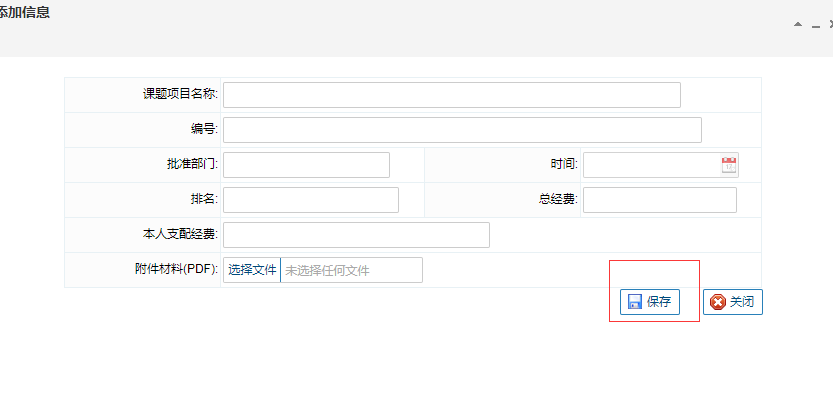 添加信息
课题项目名称:
编号:
批准部门: 时间:
排名: 总经费:
本人支配经费:
附件材料(PDF): 选择文件 未选择任何文件
保存 关闭